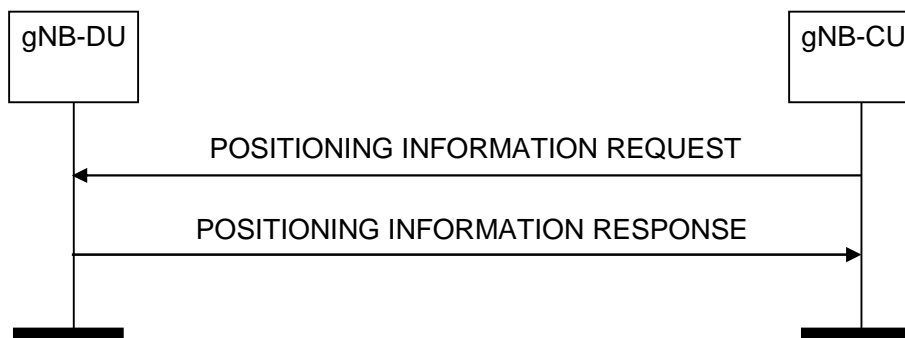 gNB-DU
gNB-CU
POSITIONING INFORMATION REQUEST
POSITIONING INFORMATION RESPONSE